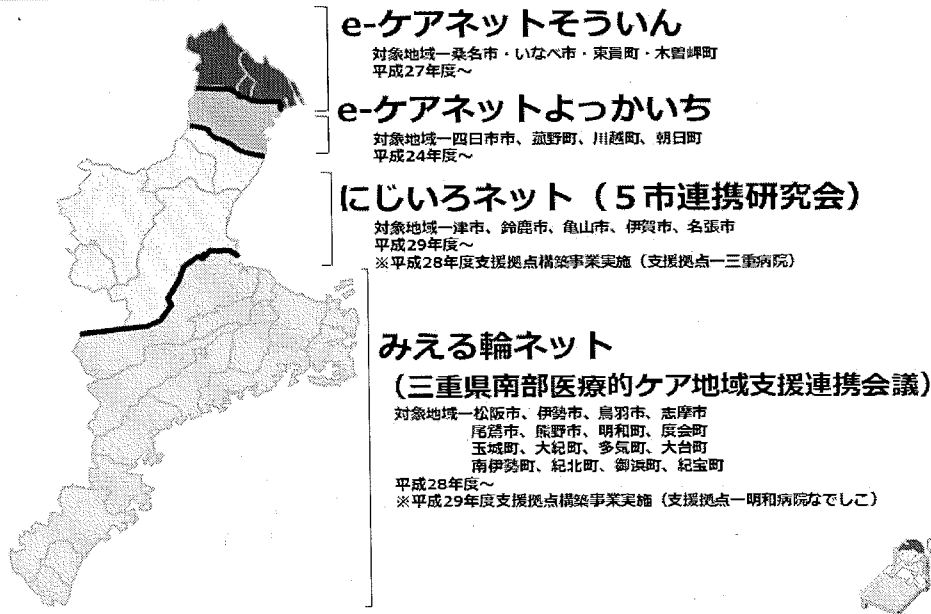 e-ケアネットそういん
対象地域ー桑名市・いなべ市・東員町・木曽岬町
平成27年度～
e-ケアネットよっかいち
対象地域ー四日市市、菰野町、川越町、朝日町
平成24年度～
にじいろネット（５市連携研究会）
対象地域ー津市、鈴鹿市、亀山市、伊賀市、名張市
平成29年度～
※平成28年度支援拠点構築事業実施（支援拠点ー三重病院）
みえる輪ネット
（三重県南部医療的ケア地域支援連携会議）
対象地域ー松阪市、伊勢市、鳥羽市、志摩市
尾鷲市、熊野市、明和町、度会町
玉城町、大紀町、多気町、大台町
南伊勢町、紀北町、御浜町、紀宝町
平成28年度～
※平成29年度支援拠点構築事業実施（支援拠点ー明和病院なでしこ）